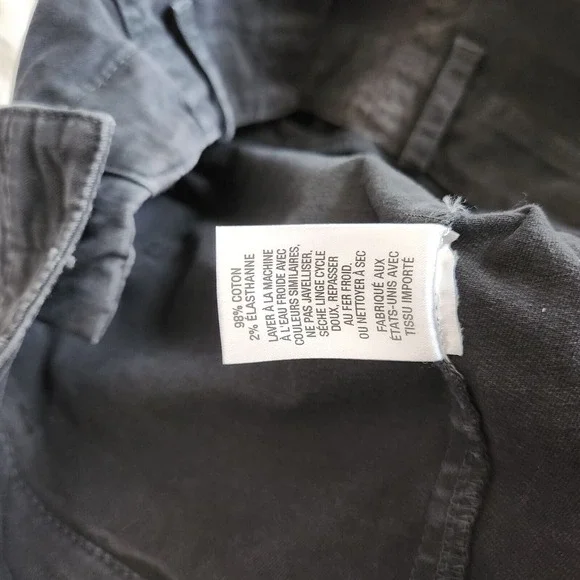 98% COTON
2% ÉLASTHANNE
LAVER À LA MACHINE
À L'EAU FROIDE AVEC
COULEURS SIMILAIRES,
NE PAS JAVELLISER,
SÈCHE LINGE CYCLE
DOUX, REPASSER
AU FER FROID,
OU NETTOYER À SEC
FABRIQUÉ AUX
ÉTATS-UNIS AVEC
TISSU IMPORTÉ